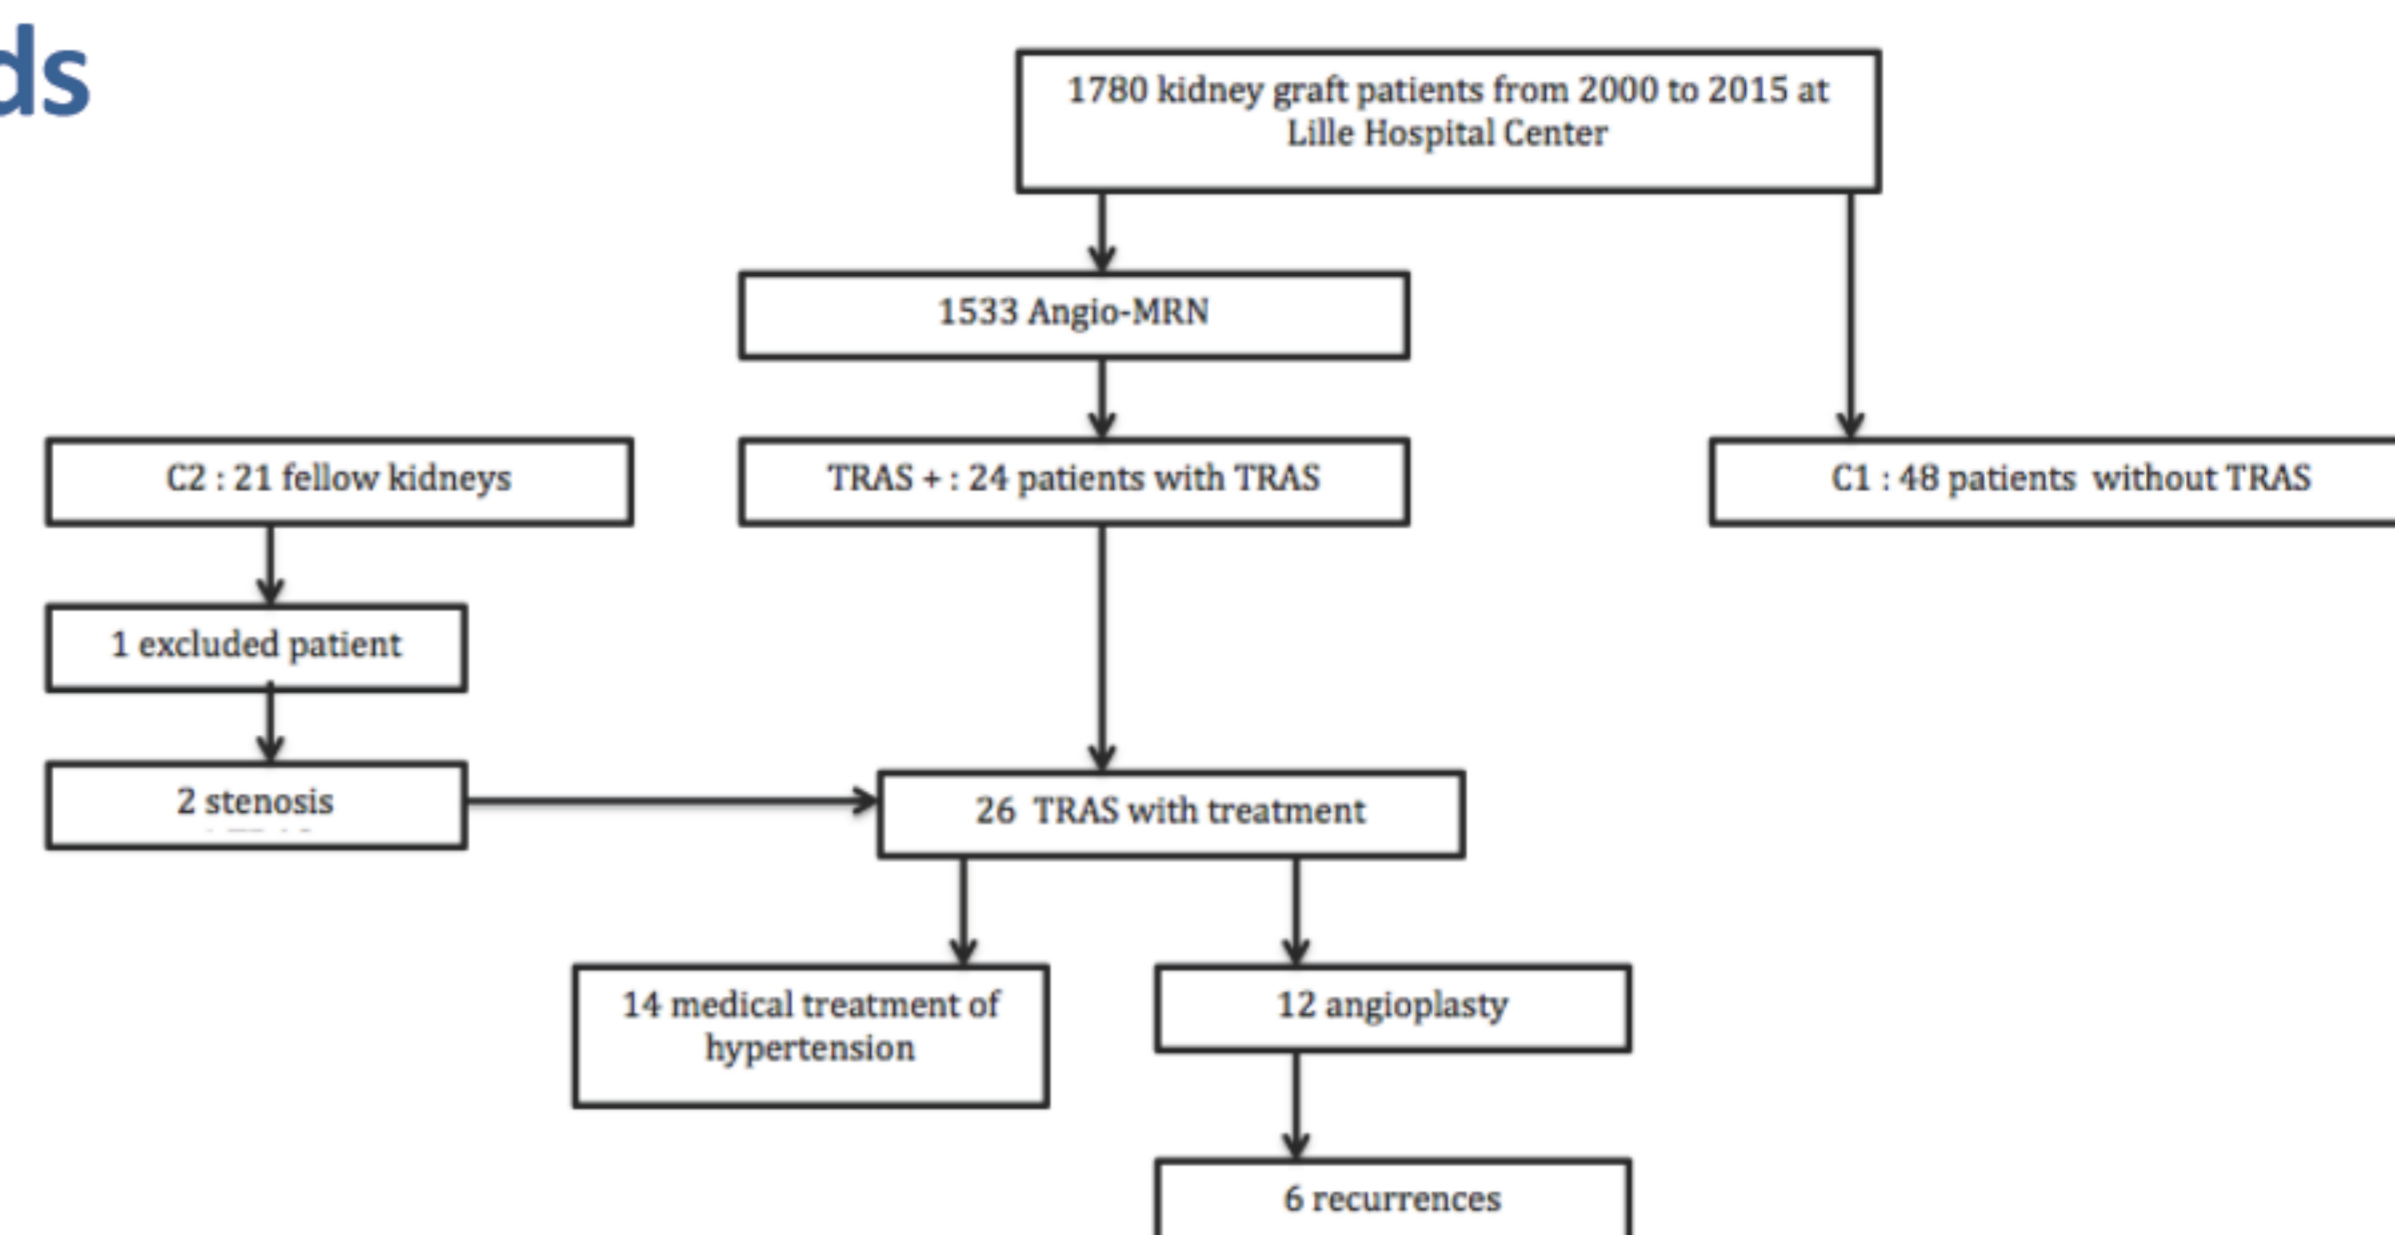 ds
1780 kidney graft patients from 2000 to 2015 at
Lille Hospital Center
1533 Angio-MRN
C2 : 21 fellow kidneys
TRAS + : 24 patients with TRAS
C1 : 48 patients without TRAS
1 excluded patient
2 stenosis
26 TRAS with treatment
14 medical treatment of
hypertension
12 angioplasty
6 recurrences